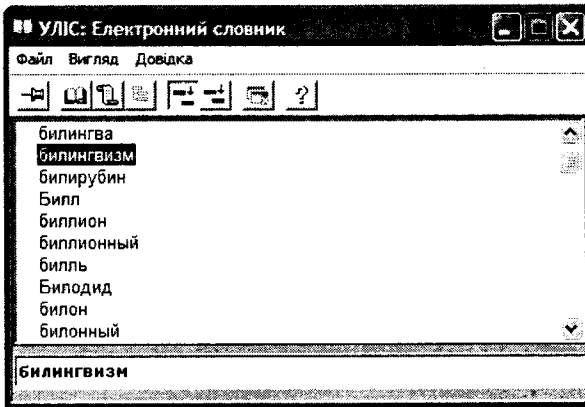 УЛІС: Електронний словник
Файл Вигляд Довідка
билингва
билингвизм
билирубин
Билл
биллион
биллионный
билль
Билодид
билон
билонный
билингвизм